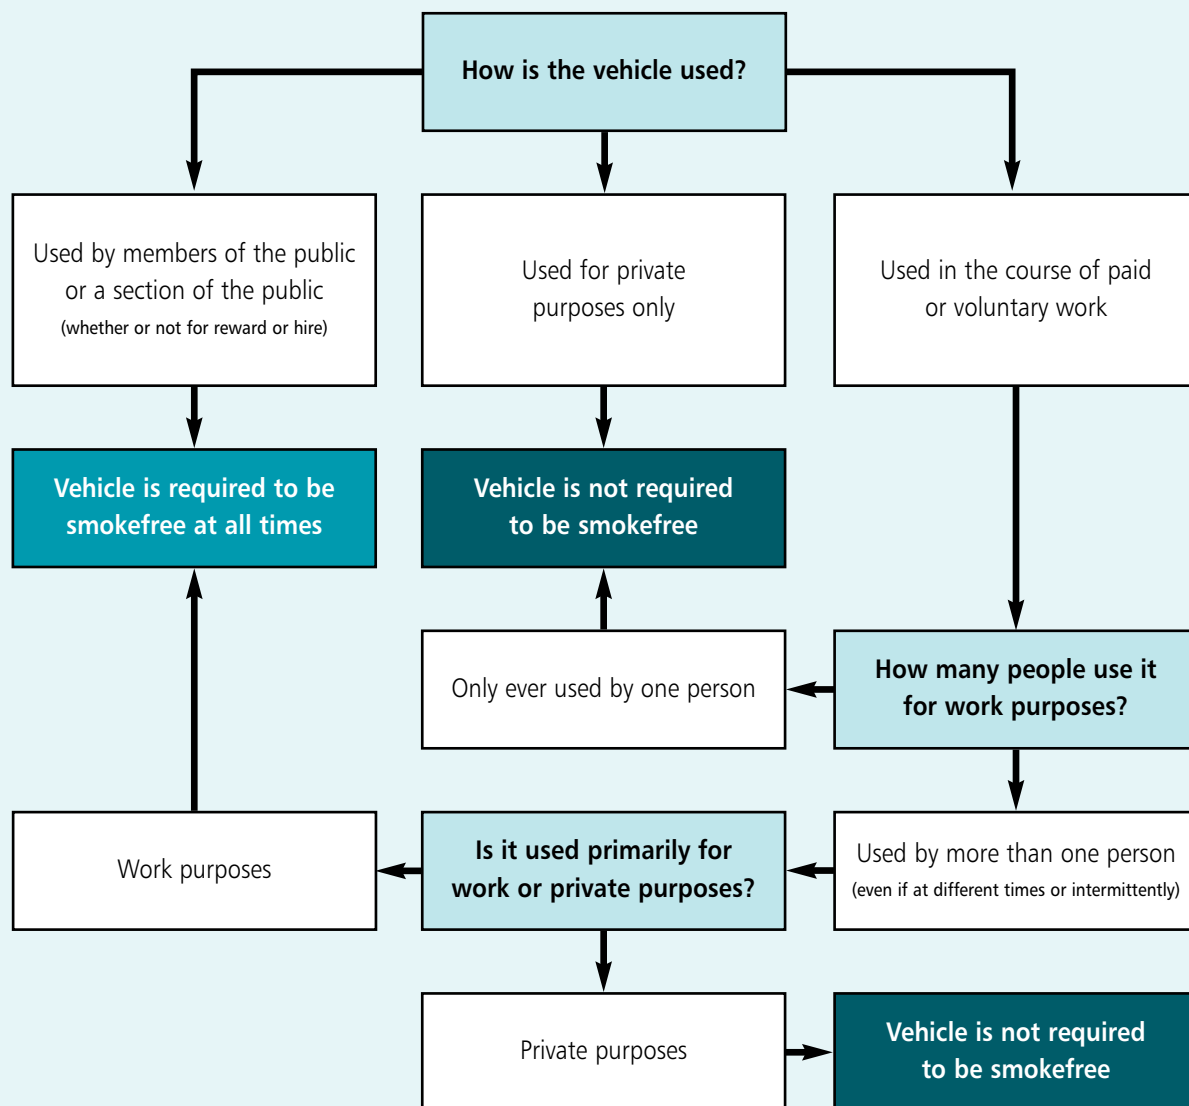 How is the vehicle used?
Used by members of the public
or a section of the public
(whether or not for reward or hire)
Used for private
purposes only
Used in the course of paid
or voluntary work
Vehicle is required to be
smokefree at all times
Vehicle is not required
to be smokefree
Only ever used by one person
How many people use it
for work purposes?
Work purposes
Is it used primarily for
work or private purposes?
Used by more than one person
(even if at different times or intermittently)
Private purposes
Vehicle is not required
to be smokefree